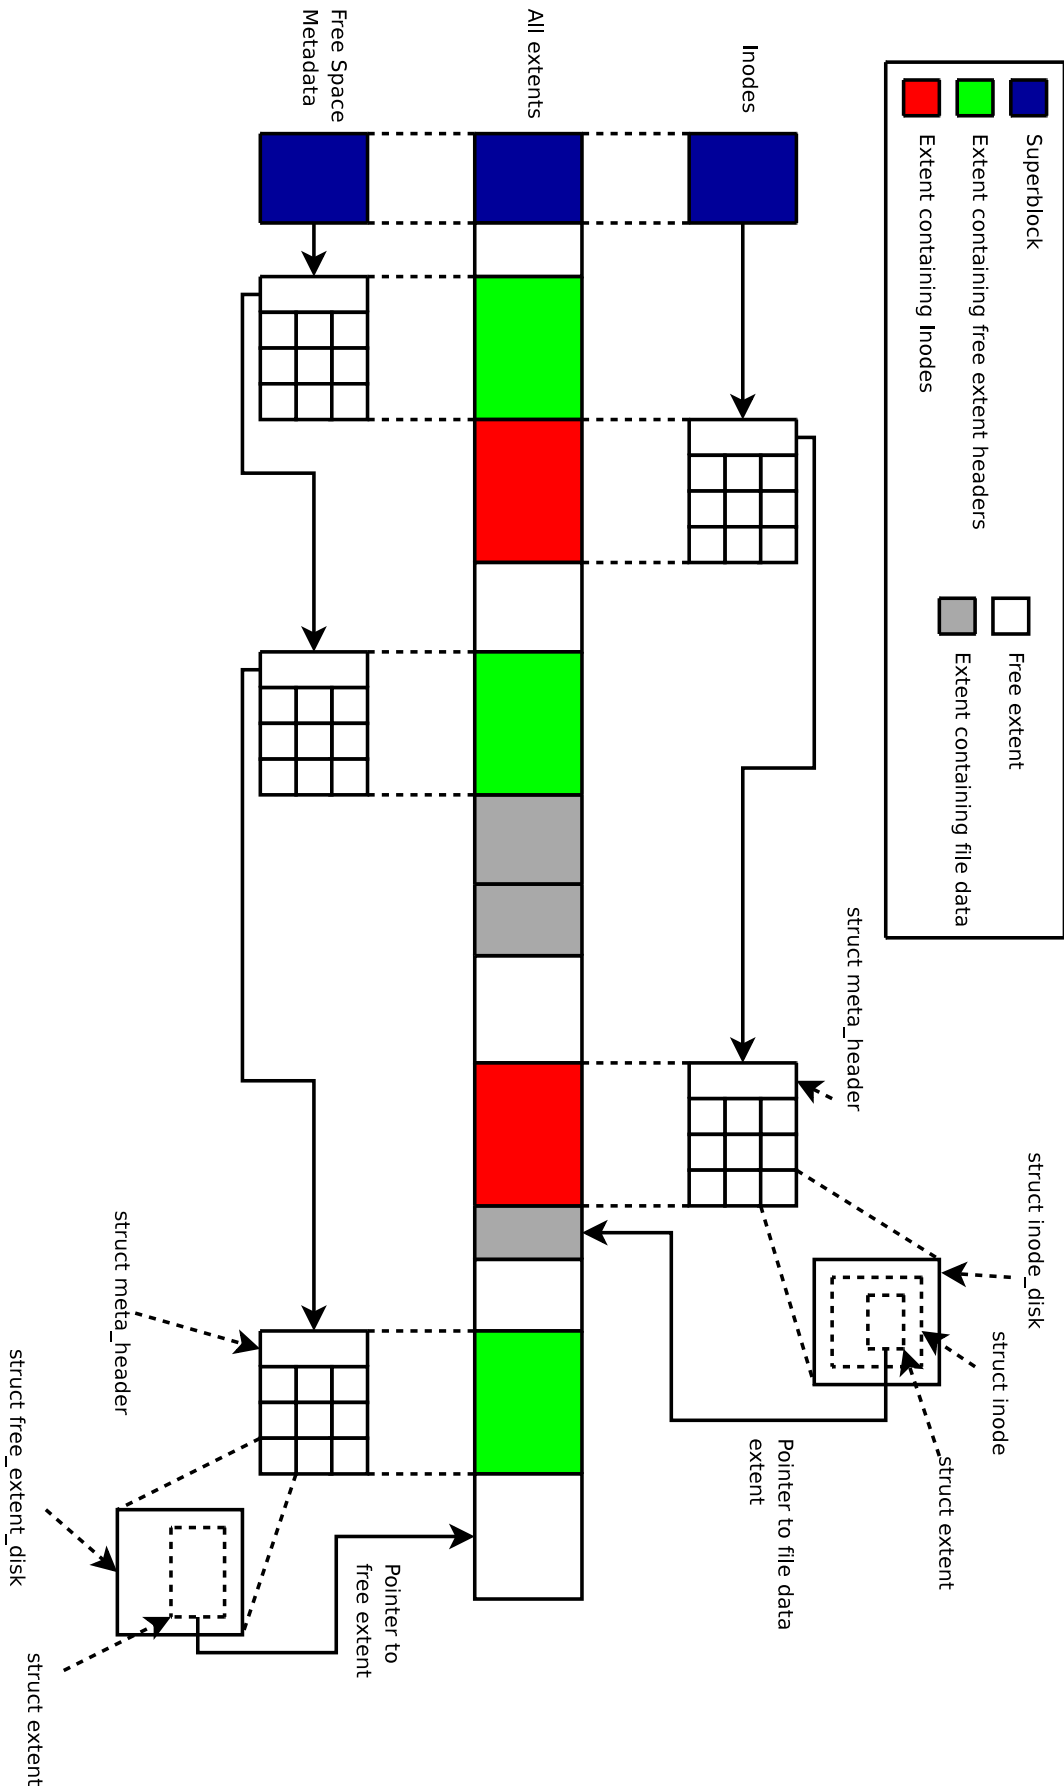 Superblock
Extent containing free extent headers
Extent containing Inodes
Free extent
Extent containing file data
struct inode_disk
struct inode
struct extent
struct meta_header
Inodes
Pointer to file data
extent
All extents
Pointer to
free extent
Free Space
Metadata
struct meta_header
struct extent
struct free_extent_disk